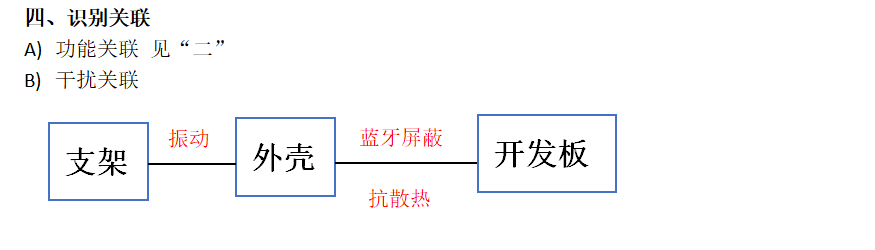 四、识别关联
A) 功能关联 见“二”
B) 干扰关联
支架
振动
外壳
蓝牙屏蔽
抗散热
开发板